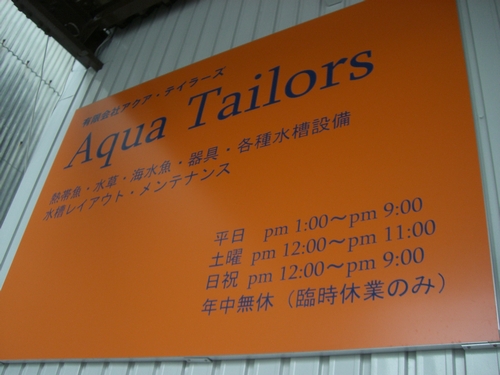 有限会社アクア・テイラーズ
Aqua Tailors
熱帯魚・水草・海水魚・器具・各種水槽設備
水槽レイアウト・メンテナンス
平日 pm 1:00～pm 9:00
土曜 pm 12:00～pm 11:00
日祝 pm 12:00～pm 9:00
年中無休（臨時休業のみ）